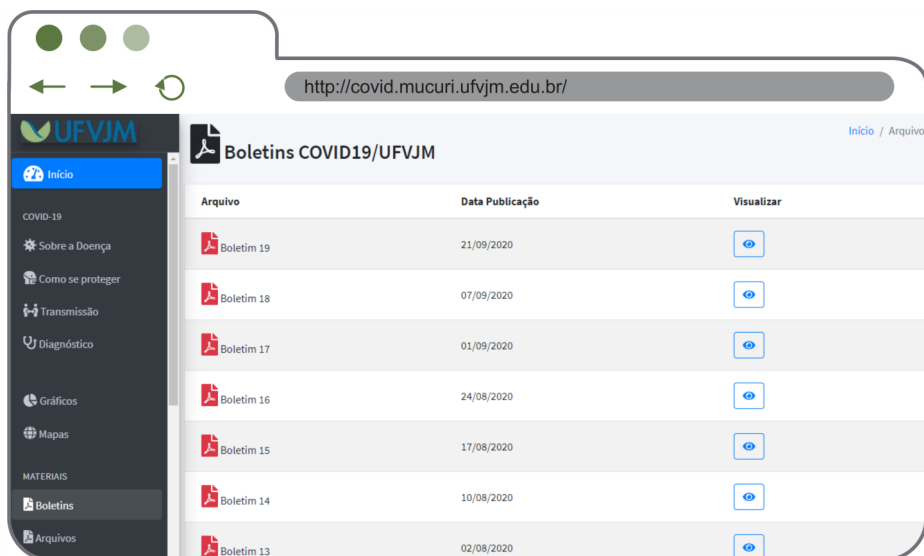 http://covid.mucuri.ufvjm.edu.br/
UFVJM
Início
COVID-19
Sobre a Doença
Como se proteger
Transmissão
Diagnóstico
Gráficos
Mapas
MATERIAIS
Boletins
Arquivos
Boletins COVID19/UFVJM
Início / Arquivo
Arquivo Data Publicação Visualizar
Boletim 19 21/09/2020
Boletim 18 07/09/2020
Boletim 17 01/09/2020
Boletim 16 24/08/2020
Boletim 15 17/08/2020
Boletim 14 10/08/2020
Boletim 13 02/08/2020